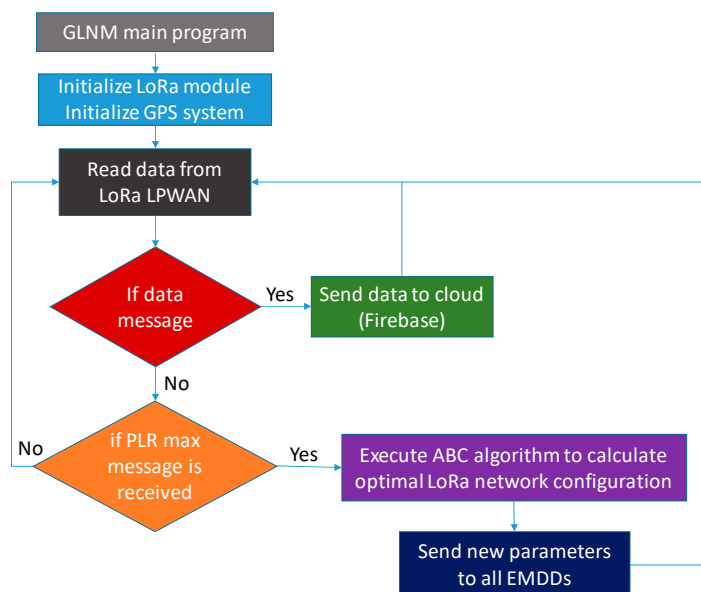 GLNM main program
Initialize LoRa module
Initialize GPS system
Read data from
LoRa LPWAN
If data
message
Yes
Send data to cloud
(Firebase)
No
if PLR max
message is
received
No
Yes
Execute ABC algorithm to calculate
optimal LoRa network configuration
Send new parameters
to all EMDDs